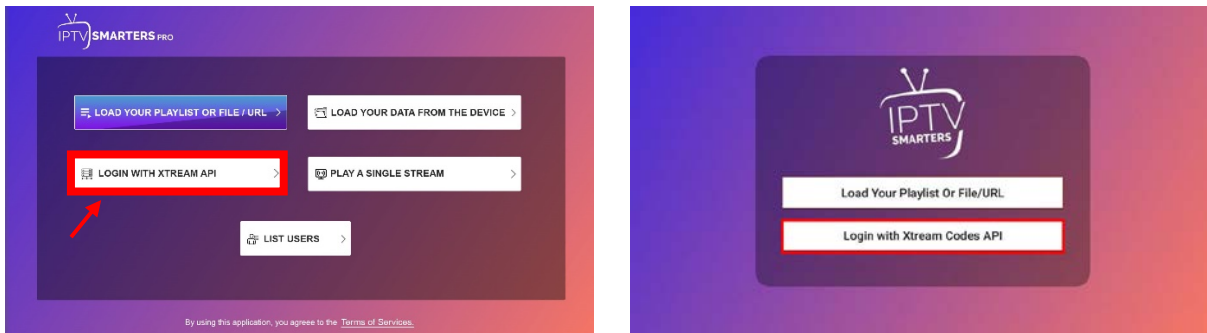 IPTV SMARTERS PRO
LOAD YOUR PLAYLIST OR FILE / URL
LOAD YOUR DATA FROM THE DEVICE
LOGIN WITH XTREAM API
PLAY A SINGLE STREAM
LIST USERS
By using this application, you agreee to the Terms of Services.
IPTV
SMARTERS
Load Your Playlist Or File/URL
Login with Xtream Codes API